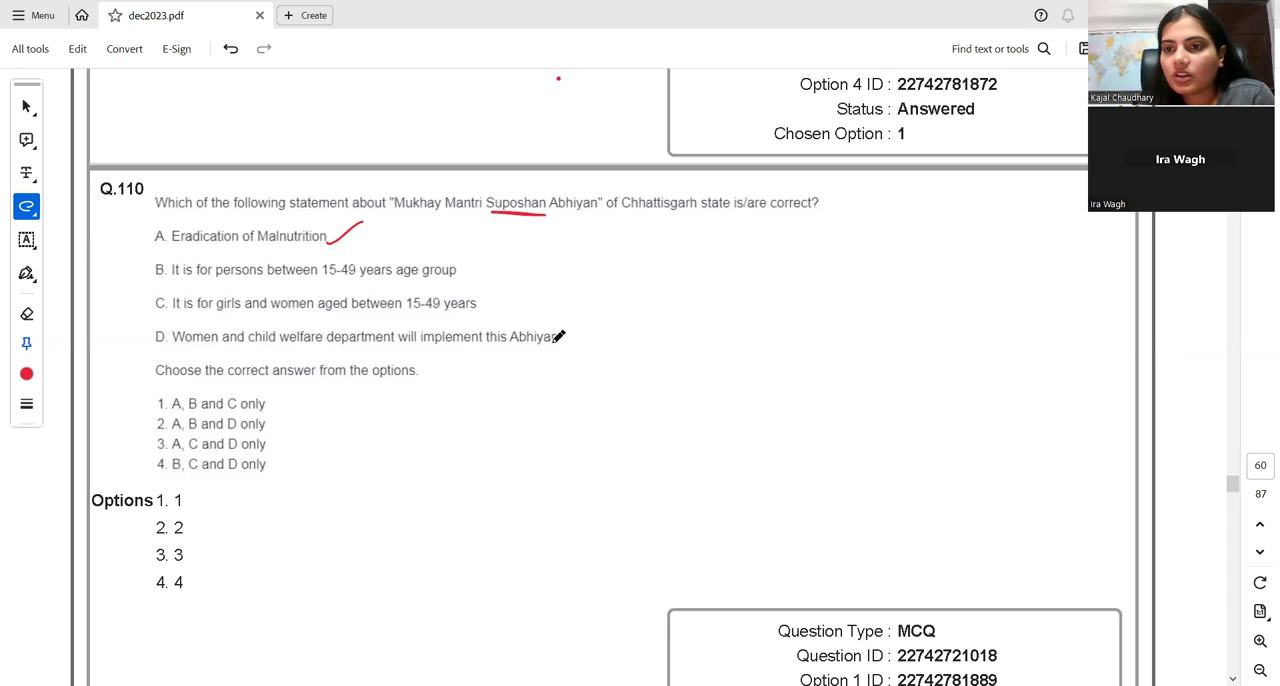 Menu
dec2023.pdf
Create
All tools
Edit
Convert
E-Sign
Find text or tools
Kajal Chaudhary
Ira Wagh
Ira Wagh
Option 4 ID : 22742781872
Status : Answered
Chosen Option : 1
Q.110
Which of the following statement about "Mukhay Mantri Suposhan Abhiyan" of Chhattisgarh state is/are correct?
A. Eradication of Malnutrition
B. It is for persons between 15-49 years age group
C. It is for girls and women aged between 15-49 years
D. Women and child welfare department will implement this Abhiyan
Choose the correct answer from the options.
1. A, B and C only
2. A, B and D only
3. A, C and D only
4. B, C and D only
Options 1. 1
2. 2
3. 3
4. 4
Question Type : MCQ
Question ID : 22742721018
Option 1 ID : 22742781889
60
87